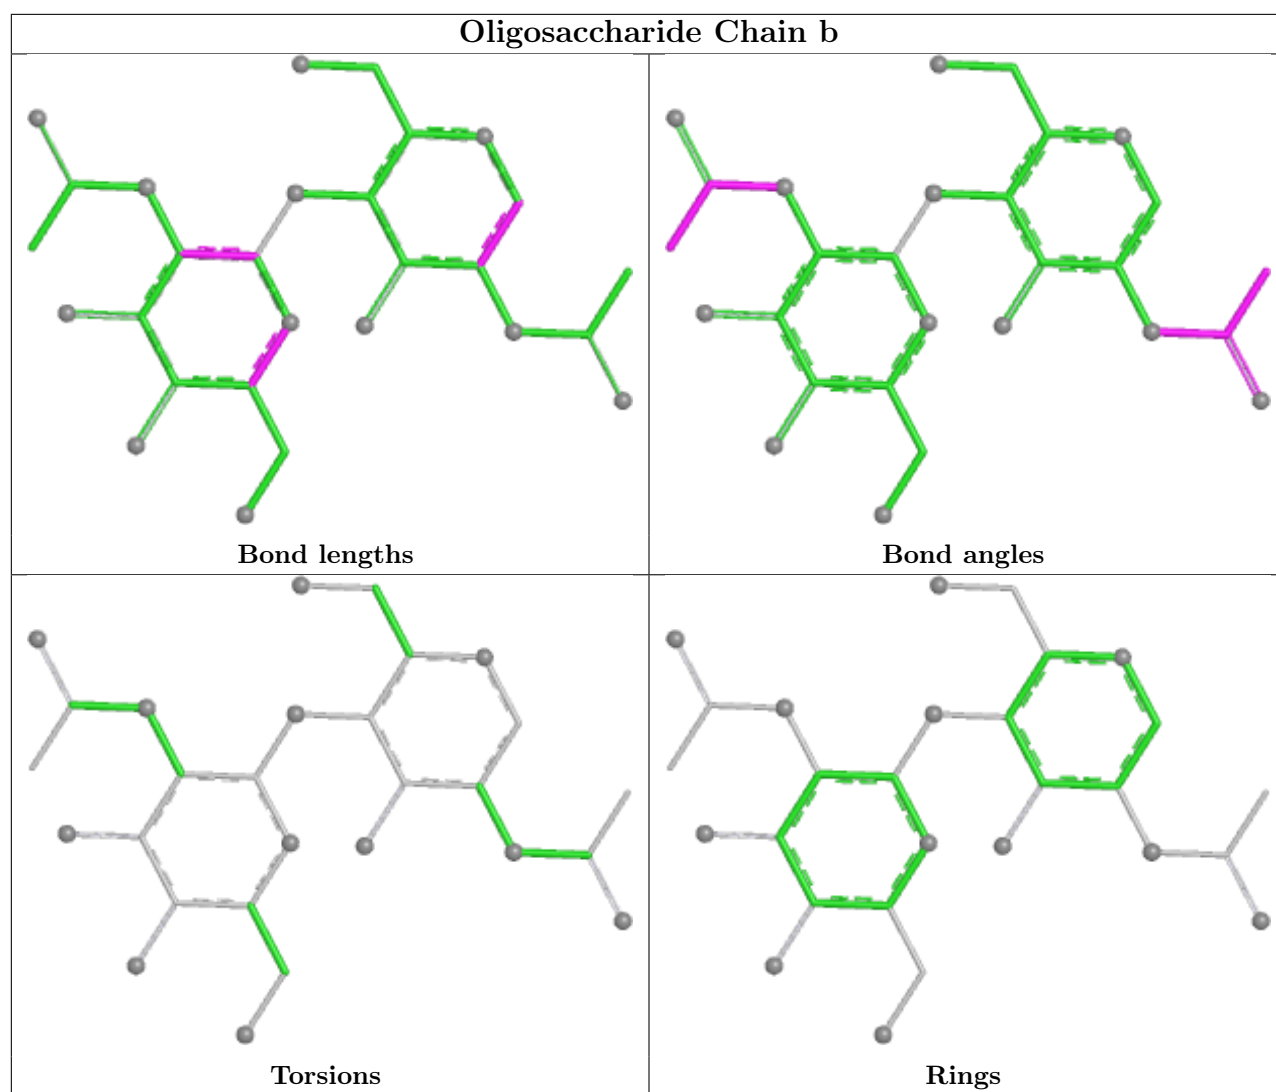 Oligosaccharide Chain b
Bond lengths
Bond angles
Torsions
Rings